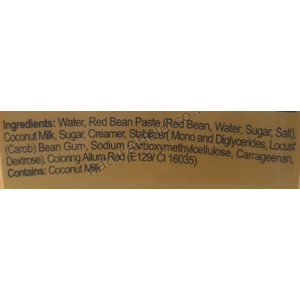 Ingredients: Water, Red Bean Paste (Red Bean, Water, Sugar, Salt),
Coconut Milk, Sugar, Creamer, Stabilizer( Mono and Diglycerides, Locust
(Carob) Bean Gum, Sodium Carboxymethylcellulose, Carrageenan,
Dextrose), Coloring Allura Red (E129/ CI 16035)
Contains: Coconut Milk